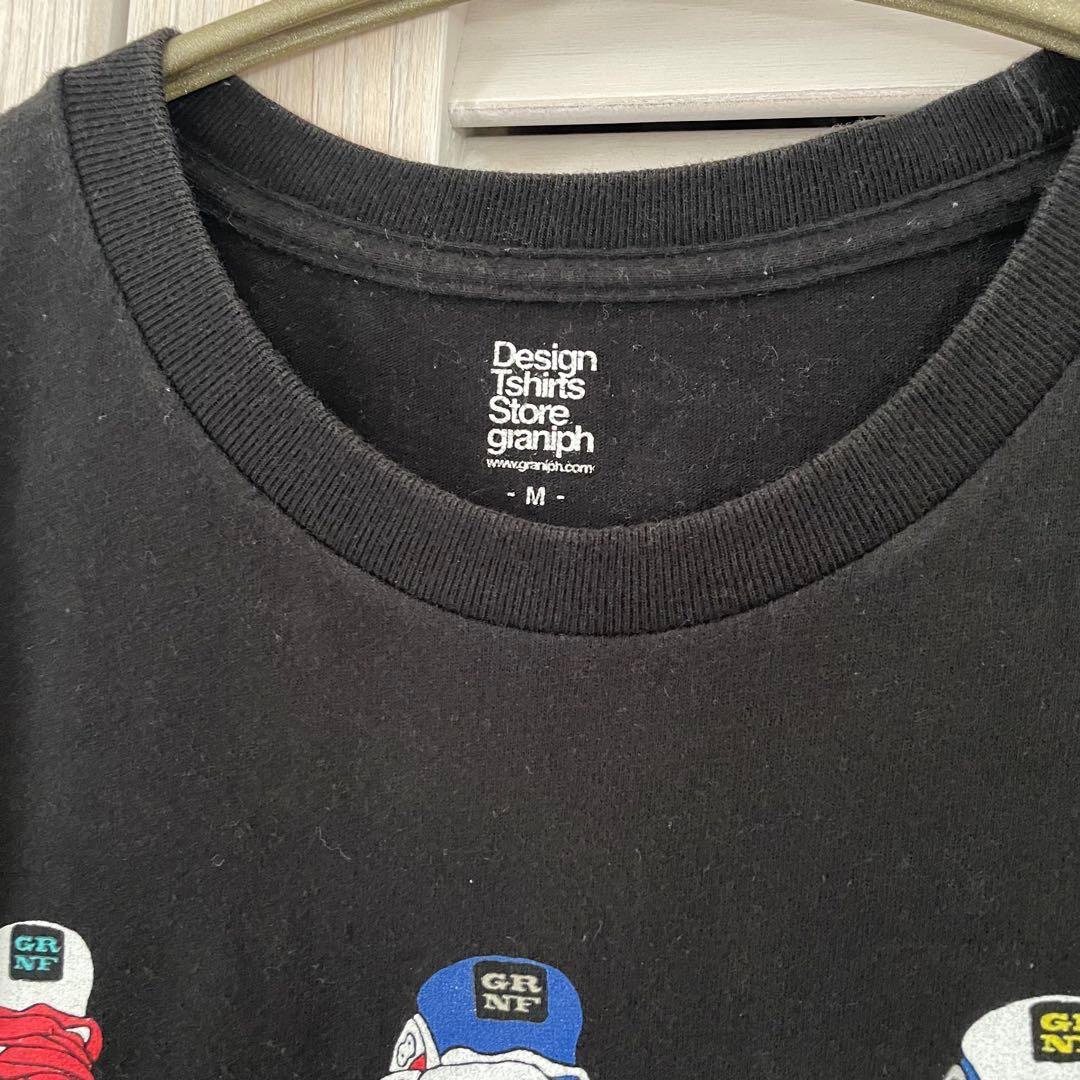 Design
Tshirts
Store
graniph
www.graniph.com
- M -
GR
NF
GR
NF